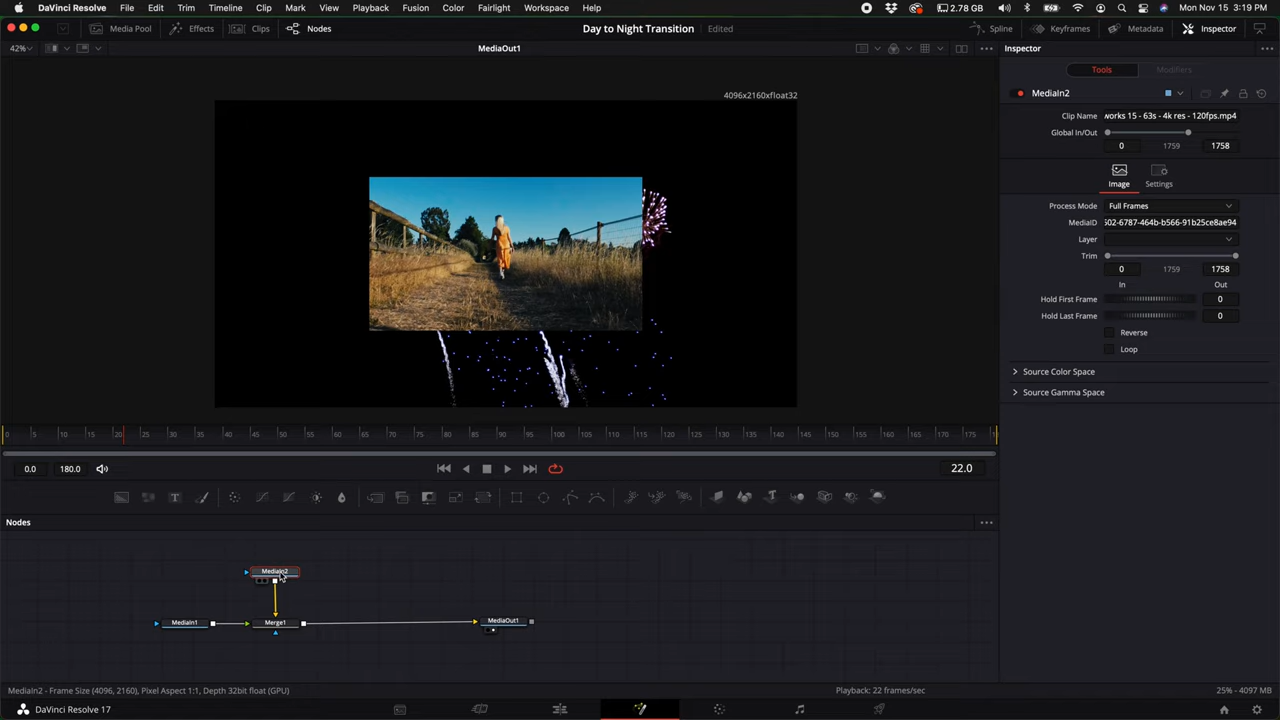 DaVinci Resolve File Edit Trim Timeline Clip Mark View Playback Fusion Color Fairlight Workspace Help 2.78 GB Mon Nov 15 3:19 PM
Media Pool Effects Clips Nodes Day to Night Transition Edited Spline Keyframes Metadata Inspector
42% MediaOut1 Inspector
Tools Modifiers
4096x2160xfloat32
MediaIn2
Clip Name works 15 - 63s - 4k res - 120fps.mp4
Global In/Out
0 1759 1758
Image Settings
Process Mode Full Frames
MediaID 602-6787-464b-b566-91b25ce8ae94
Layer
Trim
0 1759 1758
In Out
Hold First Frame 0
Hold Last Frame 0
Reverse
Loop
Source Color Space
Source Gamma Space
0 5 10 15 20 25 30 35 40 45 50 55 60 65 70 75 80 85 90 95 100 105 110 115 120 125 130 135 140 145 150 155 160 165 170 175
0.0 180.0 22.0
Nodes
MediaIn2
MediaIn1 Merge1 MediaOut1
MediaIn2 - Frame Size (4096, 2160), Pixel Aspect 1:1, Depth 32bit float (GPU) Playback: 22 frames/sec 25% - 4097 MB
DaVinci Resolve 17